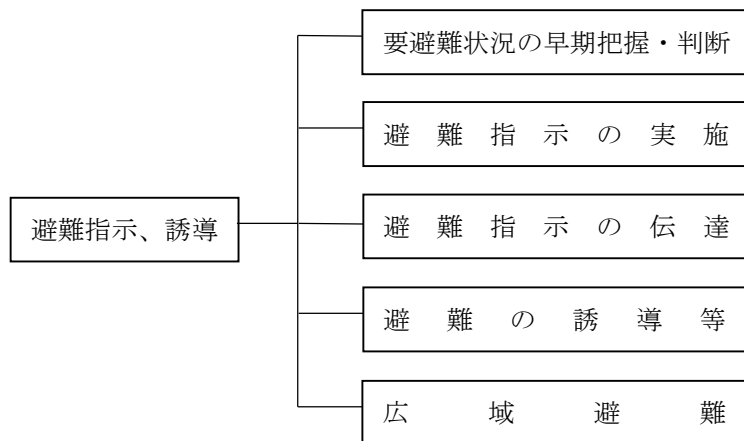 要避難状況の早期把握・判断
避難指示の実施
避難指示、誘導
避難指示の伝達
避難の誘導等
広域避難